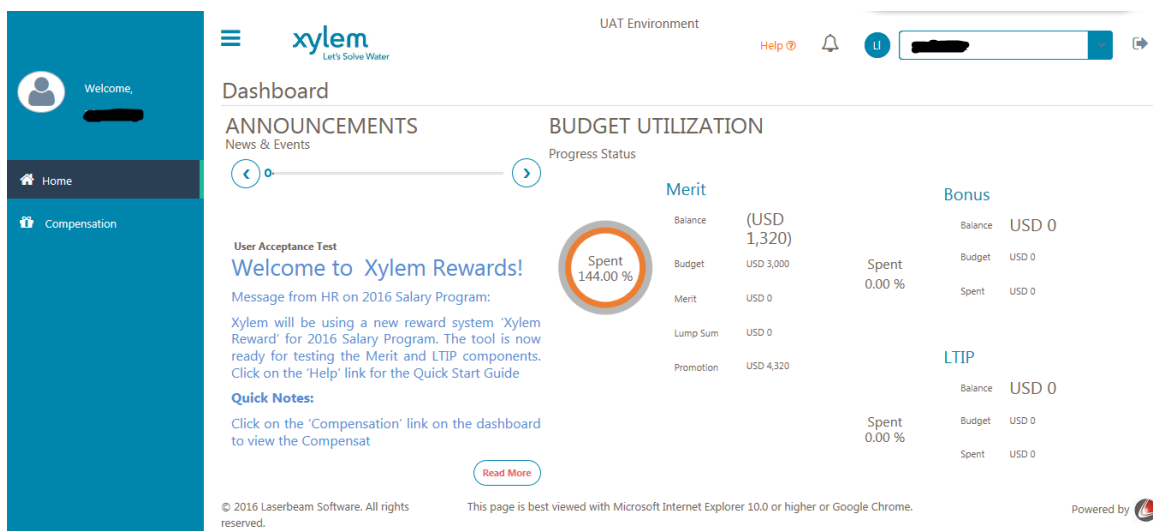 UAT Environment
xylem
Let's Solve Water
Help ?
LI
Welcome,
Home
Compensation
Dashboard
ANNOUNCEMENTS
News & Events
0
User Acceptance Test
Welcome to Xylem Rewards!
Message from HR on 2016 Salary Program:
Xylem will be using a new reward system 'Xylem
Reward' for 2016 Salary Program. The tool is now
ready for testing the Merit and LTIP components.
Click on the 'Help' link for the Quick Start Guide
Quick Notes:
Click on the 'Compensation' link on the dashboard
to view the Compensat
Read More
BUDGET UTILIZATION
Progress Status
Spent
144.00 %
Merit
Balance (USD
1,320)
Budget USD 3,000
Merit USD 0
Lump Sum USD 0
Promotion USD 4,320
Spent
0.00 %
Bonus
Balance USD 0
Budget USD 0
Spent USD 0
Spent
0.00 %
LTIP
Balance USD 0
Budget USD 0
Spent USD 0
© 2016 Laserbeam Software. All rights
reserved.
This page is best viewed with Microsoft Internet Explorer 10.0 or higher or Google Chrome.
Powered by